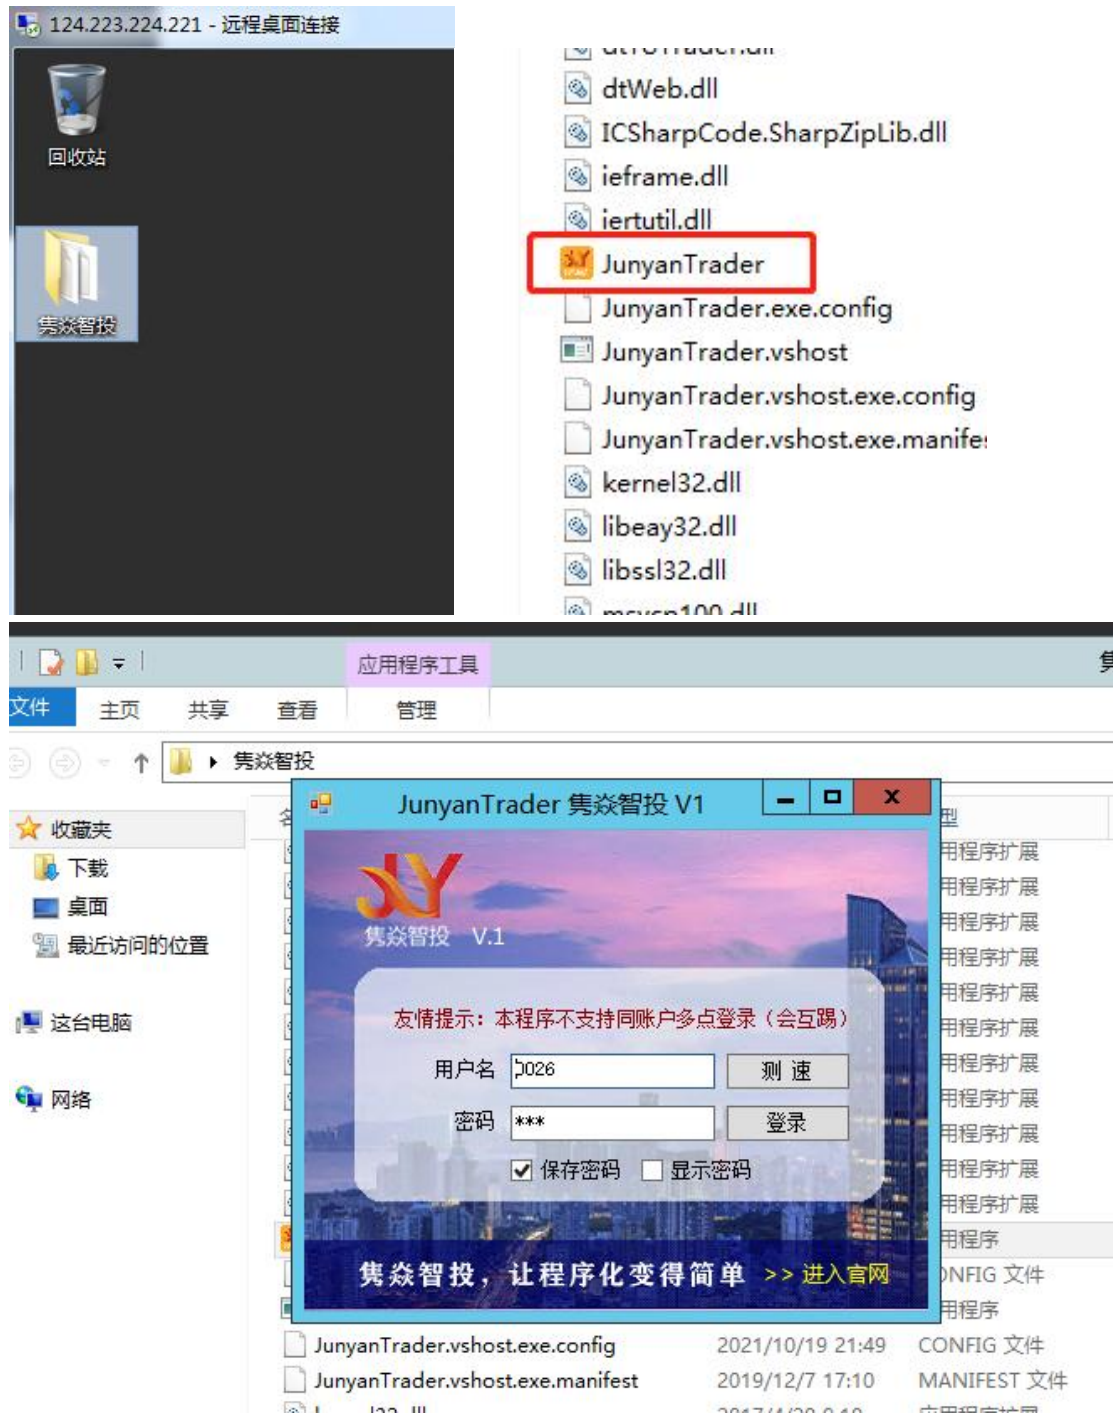 124.223.224.221 - 远程桌面连接
回收站
隽焱智投
dtWeb.dll
ICSharpCode.SharpZipLib.dll
ieframe.dll
iertutil.dll
JunyanTrader
JunyanTrader.exe.config
JunyanTrader.vshost
JunyanTrader.vshost.exe.config
JunyanTrader.vshost.exe.manife
kernel32.dll
libeay32.dll
libssl32.dll
应用程序工具
文件 主页 共享 查看 管理
隽焱智投
收藏夹
下载
桌面
最近访问的位置
这台电脑
网络
JunyanTrader 隽焱智投 V1
JY
隽焱智投 V.1
友情提示：本程序不支持同账户多点登录（会互踢）
用户名 0026 测 速
密码 *** 登录
保存密码 显示密码
隽焱智投，让程序化变得简单 >> 进入官网
型
用程序扩展
用程序扩展
用程序扩展
用程序扩展
用程序扩展
用程序扩展
用程序扩展
用程序扩展
用程序扩展
用程序扩展
用程序扩展
用程序
ONFIG 文件
用程序
JunyanTrader.vshost.exe.config 2021/10/19 21:49 CONFIG 文件
JunyanTrader.vshost.exe.manifest 2019/12/7 17:10 MANIFEST 文件